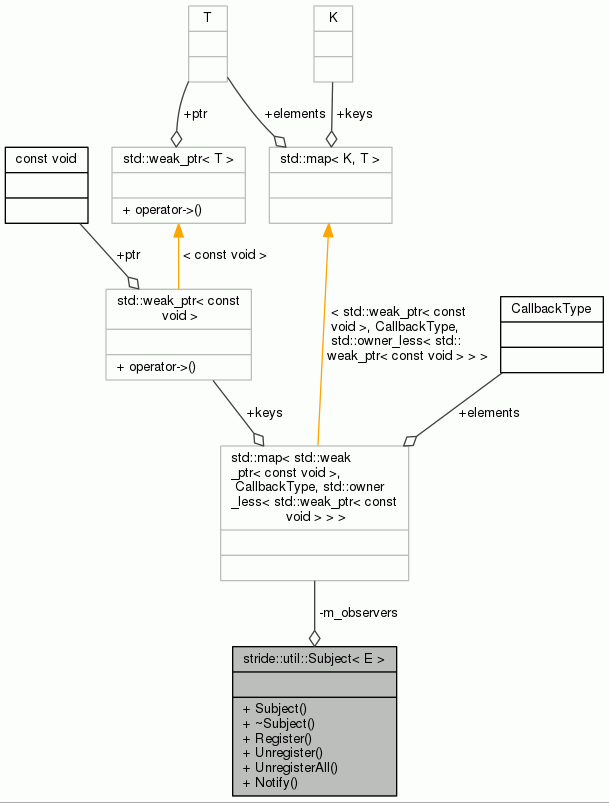 T
K
+ptr
+elements
+keys
const void
std::weak_ptr< T >
+ operator->()
std::map< K, T >
+ptr
< const void >
std::weak_ptr< const
void >
+ operator->()
< std::weak_ptr< const
void >, CallbackType,
std::owner_less< std::
weak_ptr< const void > > >
CallbackType
+keys
+elements
std::map< std::weak
_ptr< const void >,
CallbackType, std::owner
_less< std::weak_ptr< const
void > > >
-m_observers
stride::util::Subject< E >
+ Subject()
+ ~Subject()
+ Register()
+ Unregister()
+ UnregisterAll()
+ Notify()